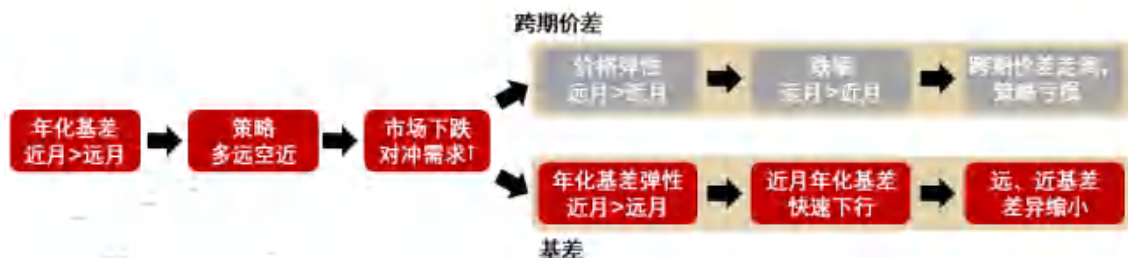 跨期价差
价格弹性
远月>近月
跌幅
远月>近月
跨期价差走高，
策略亏损
年化基差
近月>远月
策略
多远空近
市场下跌
对冲需求↑
年化基差弹性
近月>远月
近月年化基差
快速下行
远、近基差
差异缩小
基差